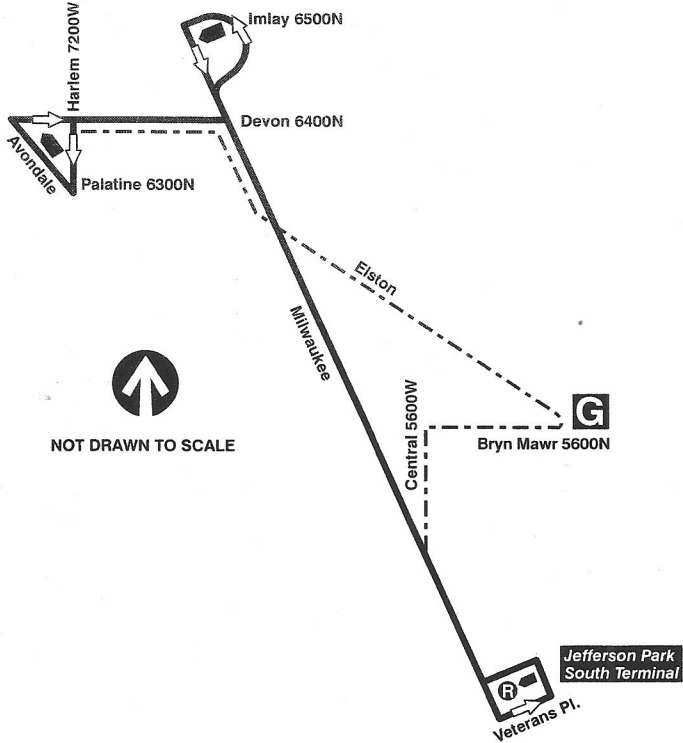 Imlay 6500N
Harlem 7200W
Devon 6400N
Avondale
Palatine 6300N
Elston
Milwaukee
NOT DRAWN TO SCALE
Central 5600W
G
Bryn Mawr 5600N
Jefferson Park
South Terminal
R
Veterans Pl.